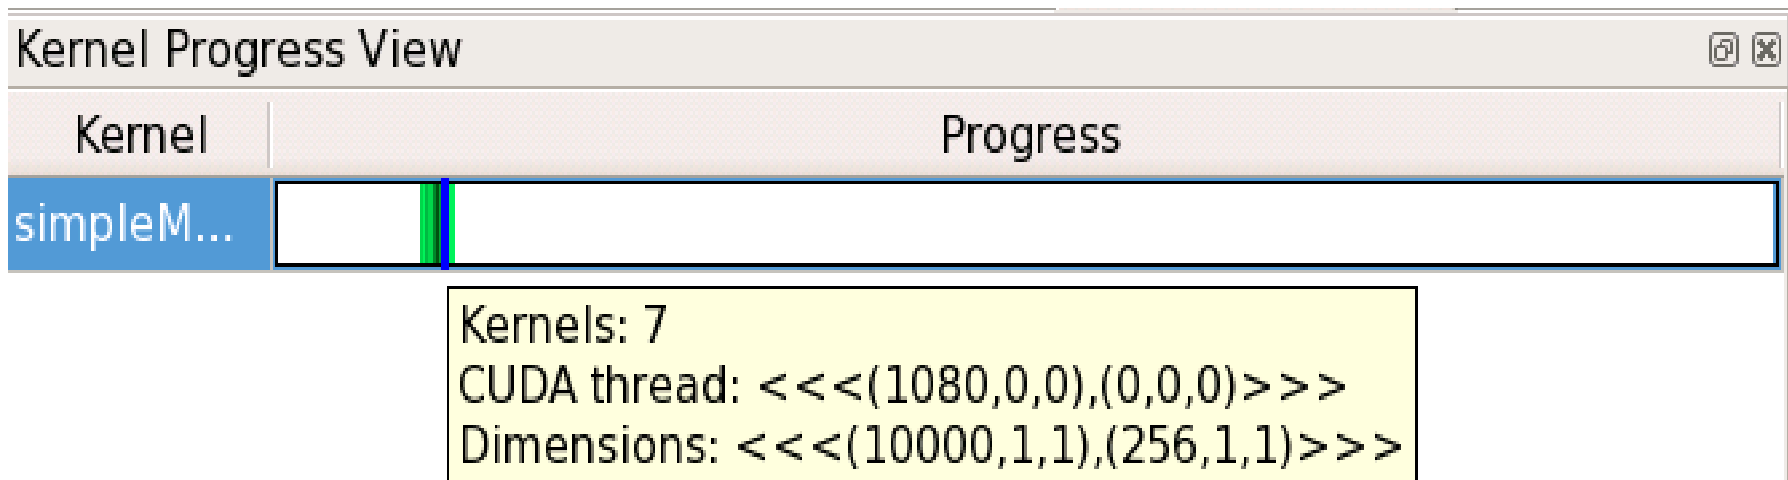 Kernel Progress View
Kernel Progress
simpleM...
Kernels: 7
CUDA thread: <<<(1080,0,0),(0,0,0)>>>
Dimensions: <<<(10000,1,1),(256,1,1)>>>